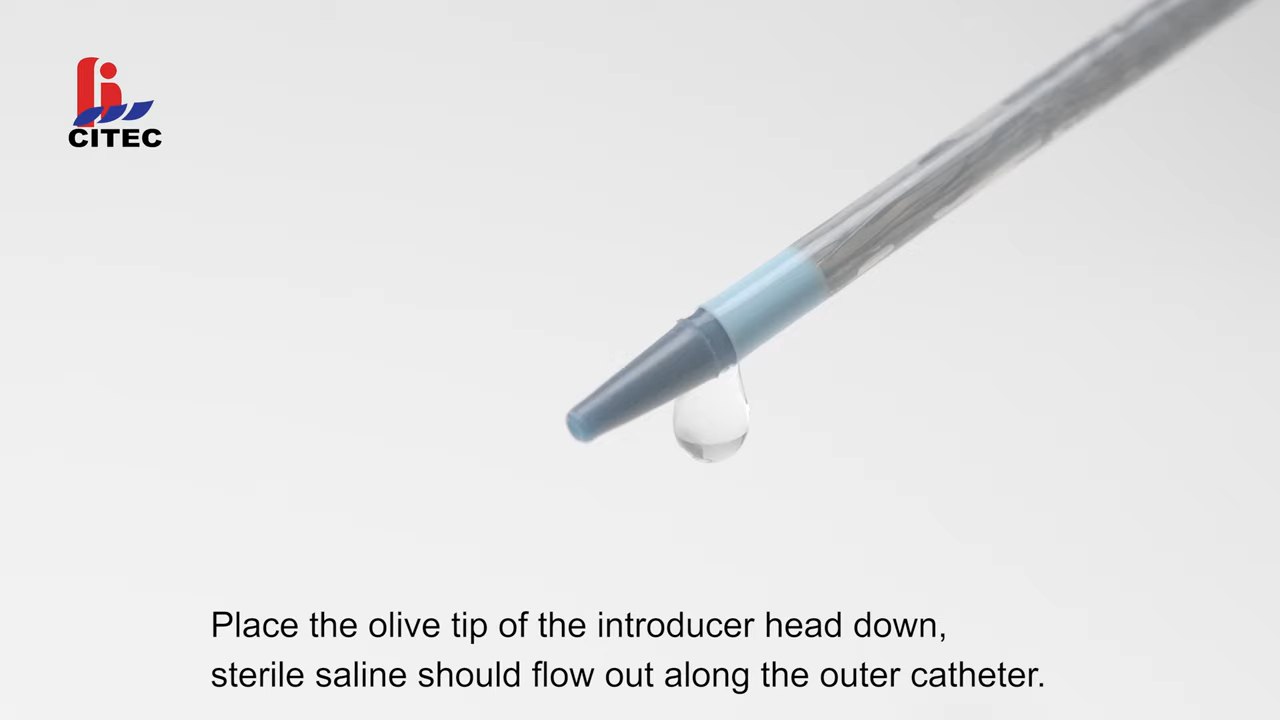 CITEC
Place the olive tip of the introducer head down,
sterile saline should flow out along the outer catheter.